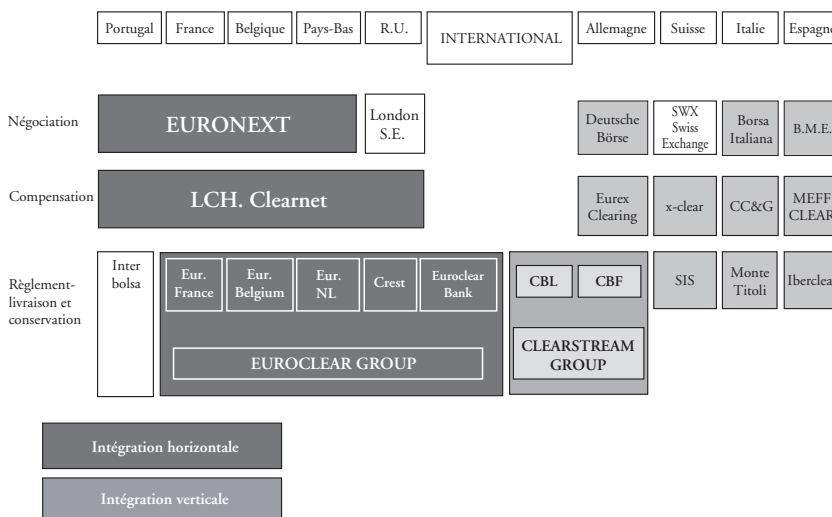 Portugal France Belgique Pays-Bas R.U. INTERNATIONAL Allemagne Suisse Italie Espagne
Négociation
EURONEXT
London
S.E.
Deutsche
Börse
SWX
Swiss
Exchange
Borsa
Italiana
B.M.E.
Compensation
LCH. Clearnet
Eurex
Clearing
x-clear
CC&G
MEFF
CLEAR
Règlement-
livraison et
conservation
Inter
bolsa
Eur.
France
Eur.
Belgium
Eur.
NL
Crest
Euroclear
Bank
EUROCLEAR GROUP
CBL
CBF
CLEARSTREAM
GROUP
SIS
Monte
Titoli
Iberclear
Intégration horizontale
Intégration verticale